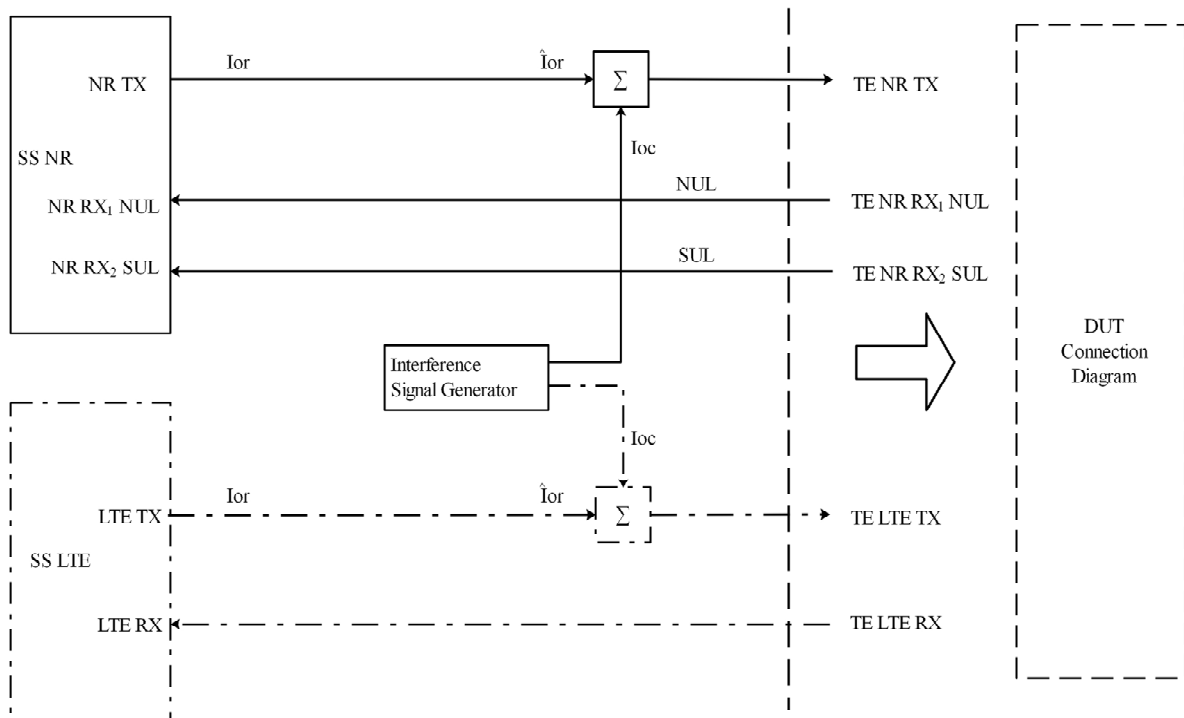 Ior
Îor
NR TX
Σ
TE NR TX
SS NR
Ioc
NR RX₁ NUL
NUL
TE NR RX₁ NUL
NR RX₂ SUL
SUL
TE NR RX₂ SUL
Interference
Signal Generator
DUT
Connection
Diagram
Ioc
Ior
Îor
LTE TX
Σ
TE LTE TX
SS LTE
LTE RX
TE LTE RX